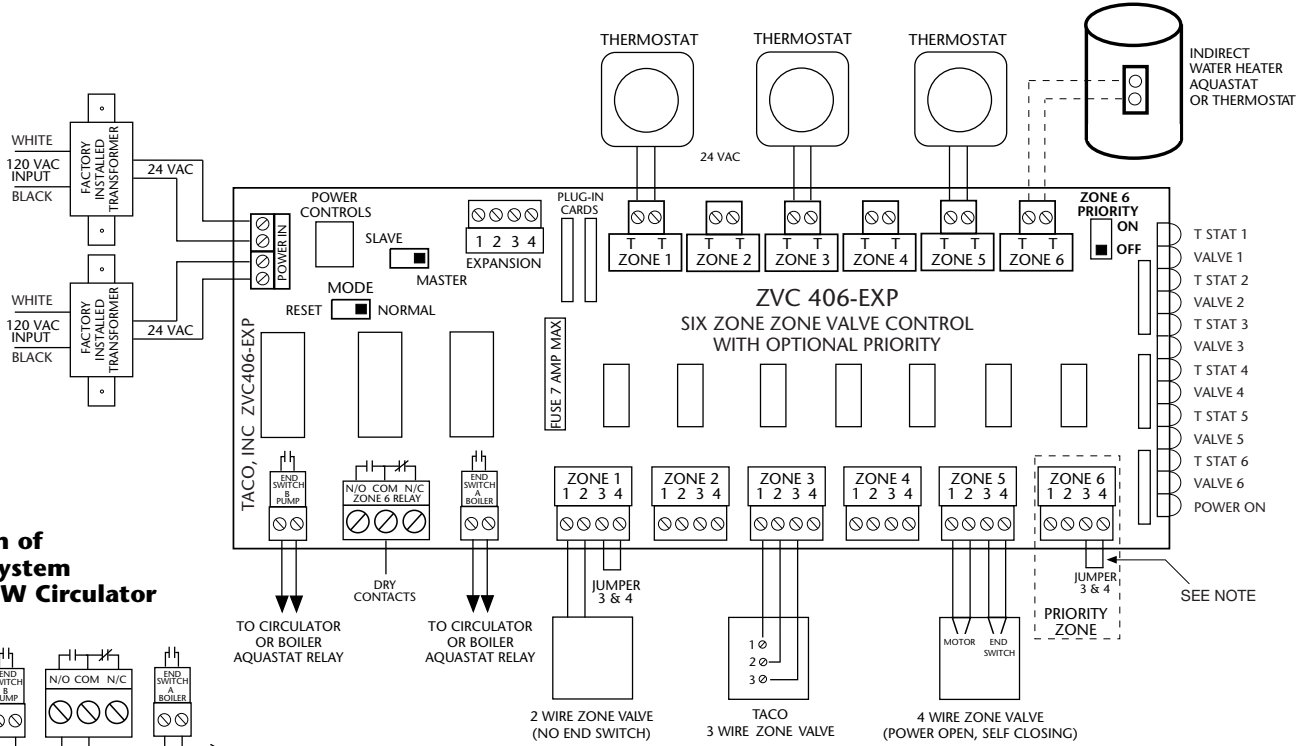 THERMOSTAT
THERMOSTAT
THERMOSTAT
INDIRECT
WATER HEATER
AQUASTAT
OR THERMOSTAT
WHITE
120 VAC
INPUT
BLACK
FACTORY
INSTALLED
TRANSFORMER
24 VAC
WHITE
120 VAC
INPUT
BLACK
FACTORY
INSTALLED
TRANSFORMER
24 VAC
24 VAC
POWER IN
POWER
CONTROLS
SLAVE
MASTER
MODE
RESET
NORMAL
1 2 3 4
EXPANSION
PLUG-IN
CARDS
T T
ZONE 1
T T
ZONE 2
T T
ZONE 3
T T
ZONE 4
T T
ZONE 5
T T
ZONE 6
ZONE 6
PRIORITY
ON
OFF
ZVC 406-EXP
SIX ZONE ZONE VALVE CONTROL
WITH OPTIONAL PRIORITY
T STAT 1
VALVE 1
T STAT 2
VALVE 2
T STAT 3
VALVE 3
T STAT 4
VALVE 4
T STAT 5
VALVE 5
T STAT 6
VALVE 6
POWER ON
TACO, INC ZVC406-EXP
FUSE 7 AMP MAX
END
SWITCH
B
PUMP
N/O COM N/C
ZONE 6 RELAY
END
SWITCH
A
BOILER
ZONE 1
1 2 3 4
ZONE 2
1 2 3 4
ZONE 3
1 2 3 4
ZONE 4
1 2 3 4
ZONE 5
1 2 3 4
ZONE 6
1 2 3 4
TO CIRCULATOR
OR BOILER
AQUASTAT RELAY
DRY
CONTACTS
TO CIRCULATOR
OR BOILER
AQUASTAT RELAY
JUMPER
3 & 4
2 WIRE ZONE VALVE
(NO END SWITCH)
1
2
3
TACO
3 WIRE ZONE VALVE
MOTOR
END
SWITCH
4 WIRE ZONE VALVE
(POWER OPEN, SELF CLOSING)
JUMPER
3 & 4
PRIORITY
ZONE
SEE NOTE
n of
ystem
W Circulator
END
WITCH
B
UMP
N/O COM N/C
END
SWITCH
A
BOILER